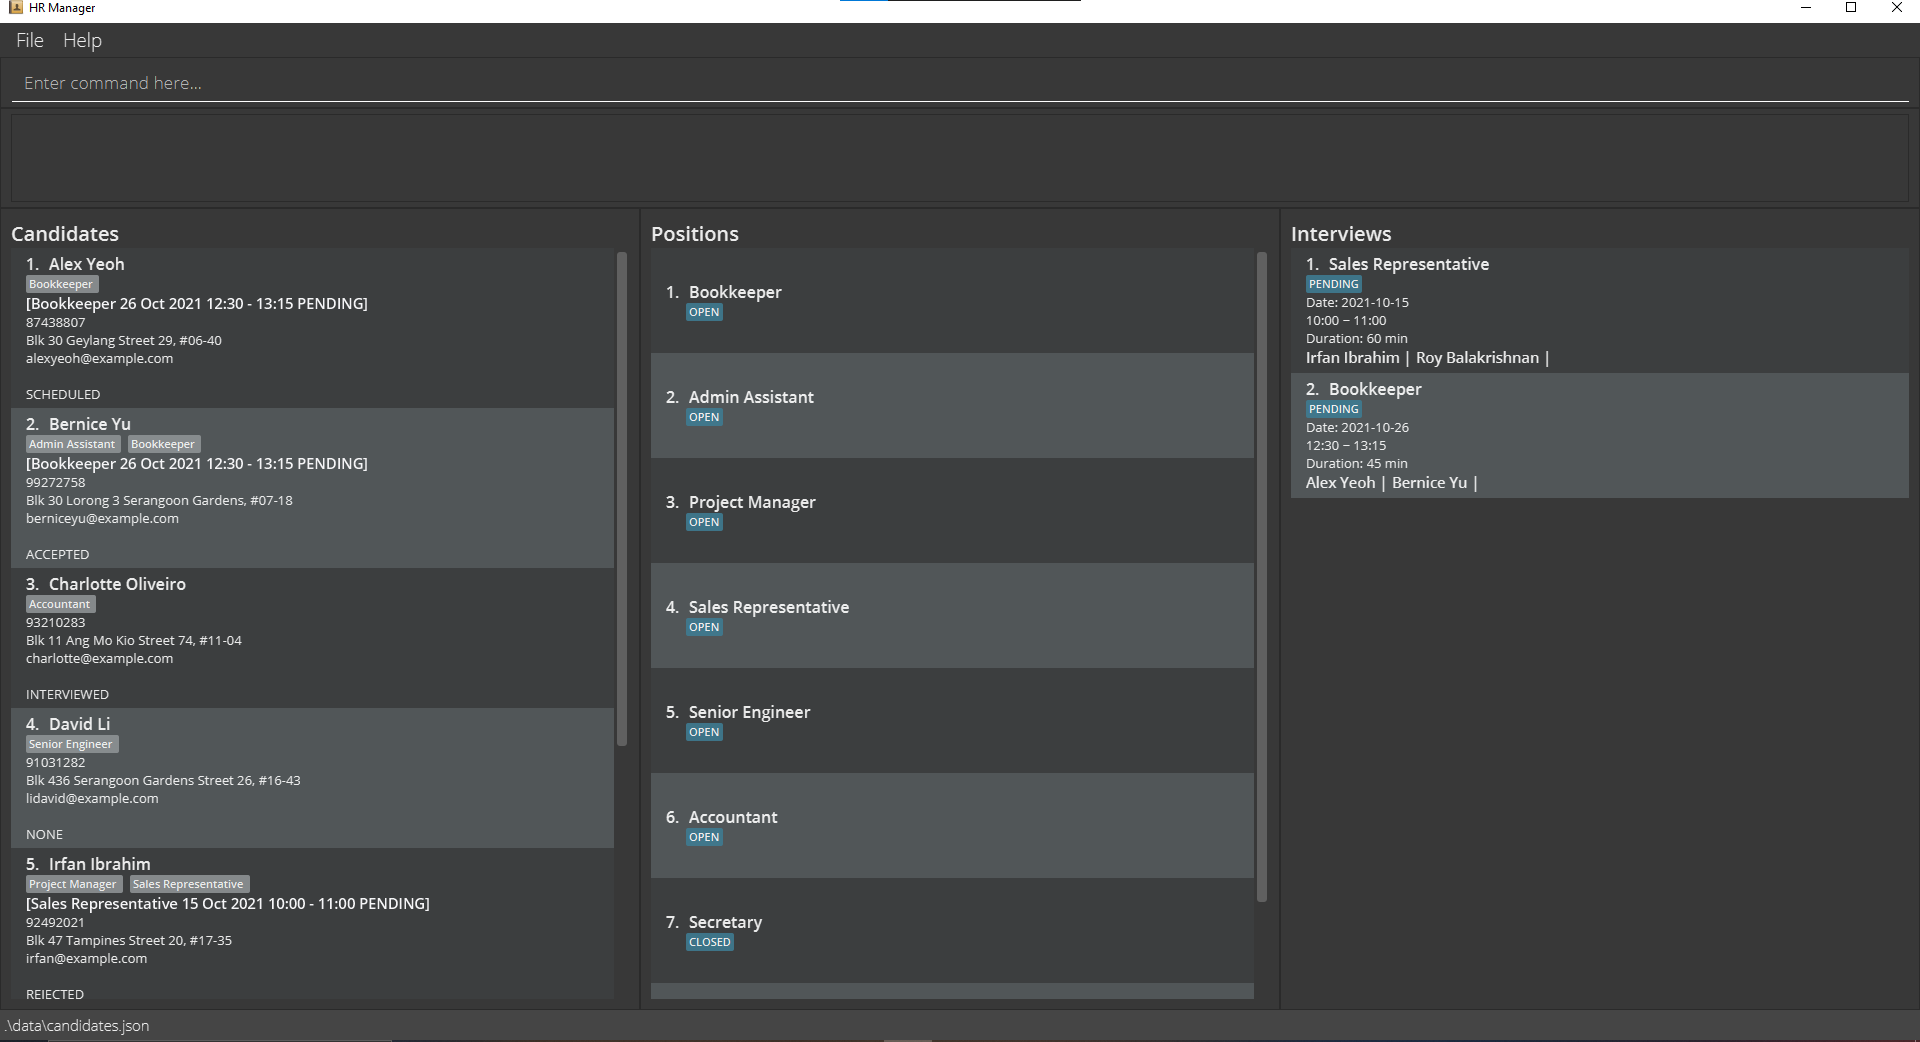 HR Manager
File Help
Enter command here...
Candidates
1. Alex Yeoh
Bookkeeper
[Bookkeeper 26 Oct 2021 12:30 - 13:15 PENDING]
87438807
Blk 30 Geylang Street 29, #06-40
alexyeoh@example.com
SCHEDULED
2. Bernice Yu
Admin Assistant Bookkeeper
[Bookkeeper 26 Oct 2021 12:30 - 13:15 PENDING]
99272758
Blk 30 Lorong 3 Serangoon Gardens, #07-18
berniceyu@example.com
ACCEPTED
3. Charlotte Oliveiro
Accountant
93210283
Blk 11 Ang Mo Kio Street 74, #11-04
charlotte@example.com
INTERVIEWED
4. David Li
Senior Engineer
91031282
Blk 436 Serangoon Gardens Street 26, #16-43
lidavid@example.com
NONE
5. Irfan Ibrahim
Project Manager Sales Representative
[Sales Representative 15 Oct 2021 10:00 - 11:00 PENDING]
92492021
Blk 47 Tampines Street 20, #17-35
irfan@example.com
REJECTED
Positions
1. Bookkeeper
OPEN
2. Admin Assistant
OPEN
3. Project Manager
OPEN
4. Sales Representative
OPEN
5. Senior Engineer
OPEN
6. Accountant
OPEN
7. Secretary
CLOSED
Interviews
1. Sales Representative
PENDING
Date: 2021-10-15
10:00 – 11:00
Duration: 60 min
Irfan Ibrahim | Roy Balakrishnan |
2. Bookkeeper
PENDING
Date: 2021-10-26
12:30 – 13:15
Duration: 45 min
Alex Yeoh | Bernice Yu |
.\data\candidates.json